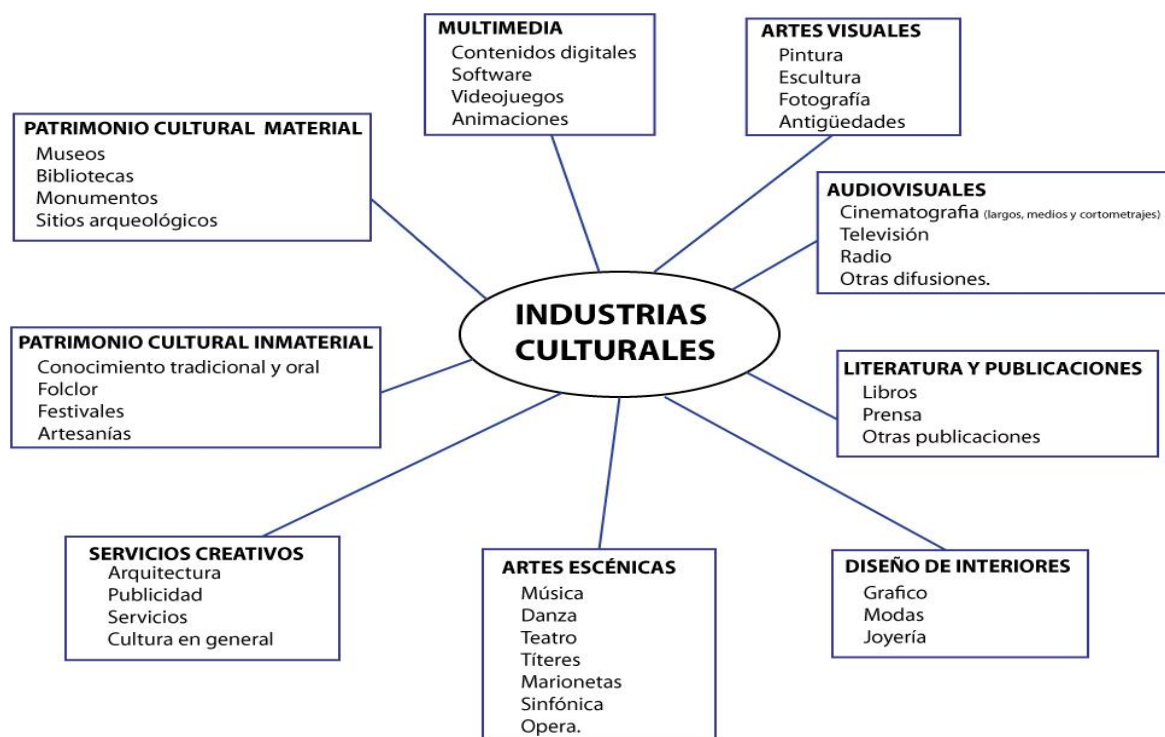 MULTIMEDIA
Contenidos digitales
Software
Videojuegos
Animaciones
ARTES VISUALES
Pintura
Escultura
Fotografía
Antigüedades
PATRIMONIO CULTURAL MATERIAL
Museos
Bibliotecas
Monumentos
Sitios arqueológicos
AUDIOVISUALES
Cinematografia (largos, medios y cortometrajes)
Televisión
Radio
Otras difusiones.
INDUSTRIAS
CULTURALES
PATRIMONIO CULTURAL INMATERIAL
Conocimiento tradicional y oral
Folclor
Festivales
Artesanías
LITERATURA Y PUBLICACIONES
Libros
Prensa
Otras publicaciones
SERVICIOS CREATIVOS
Arquitectura
Publicidad
Servicios
Cultura en general
ARTES ESCÉNICAS
Música
Danza
Teatro
Títeres
Marionetas
Sinfónica
Opera.
DISEÑO DE INTERIORES
Grafico
Modas
Joyería